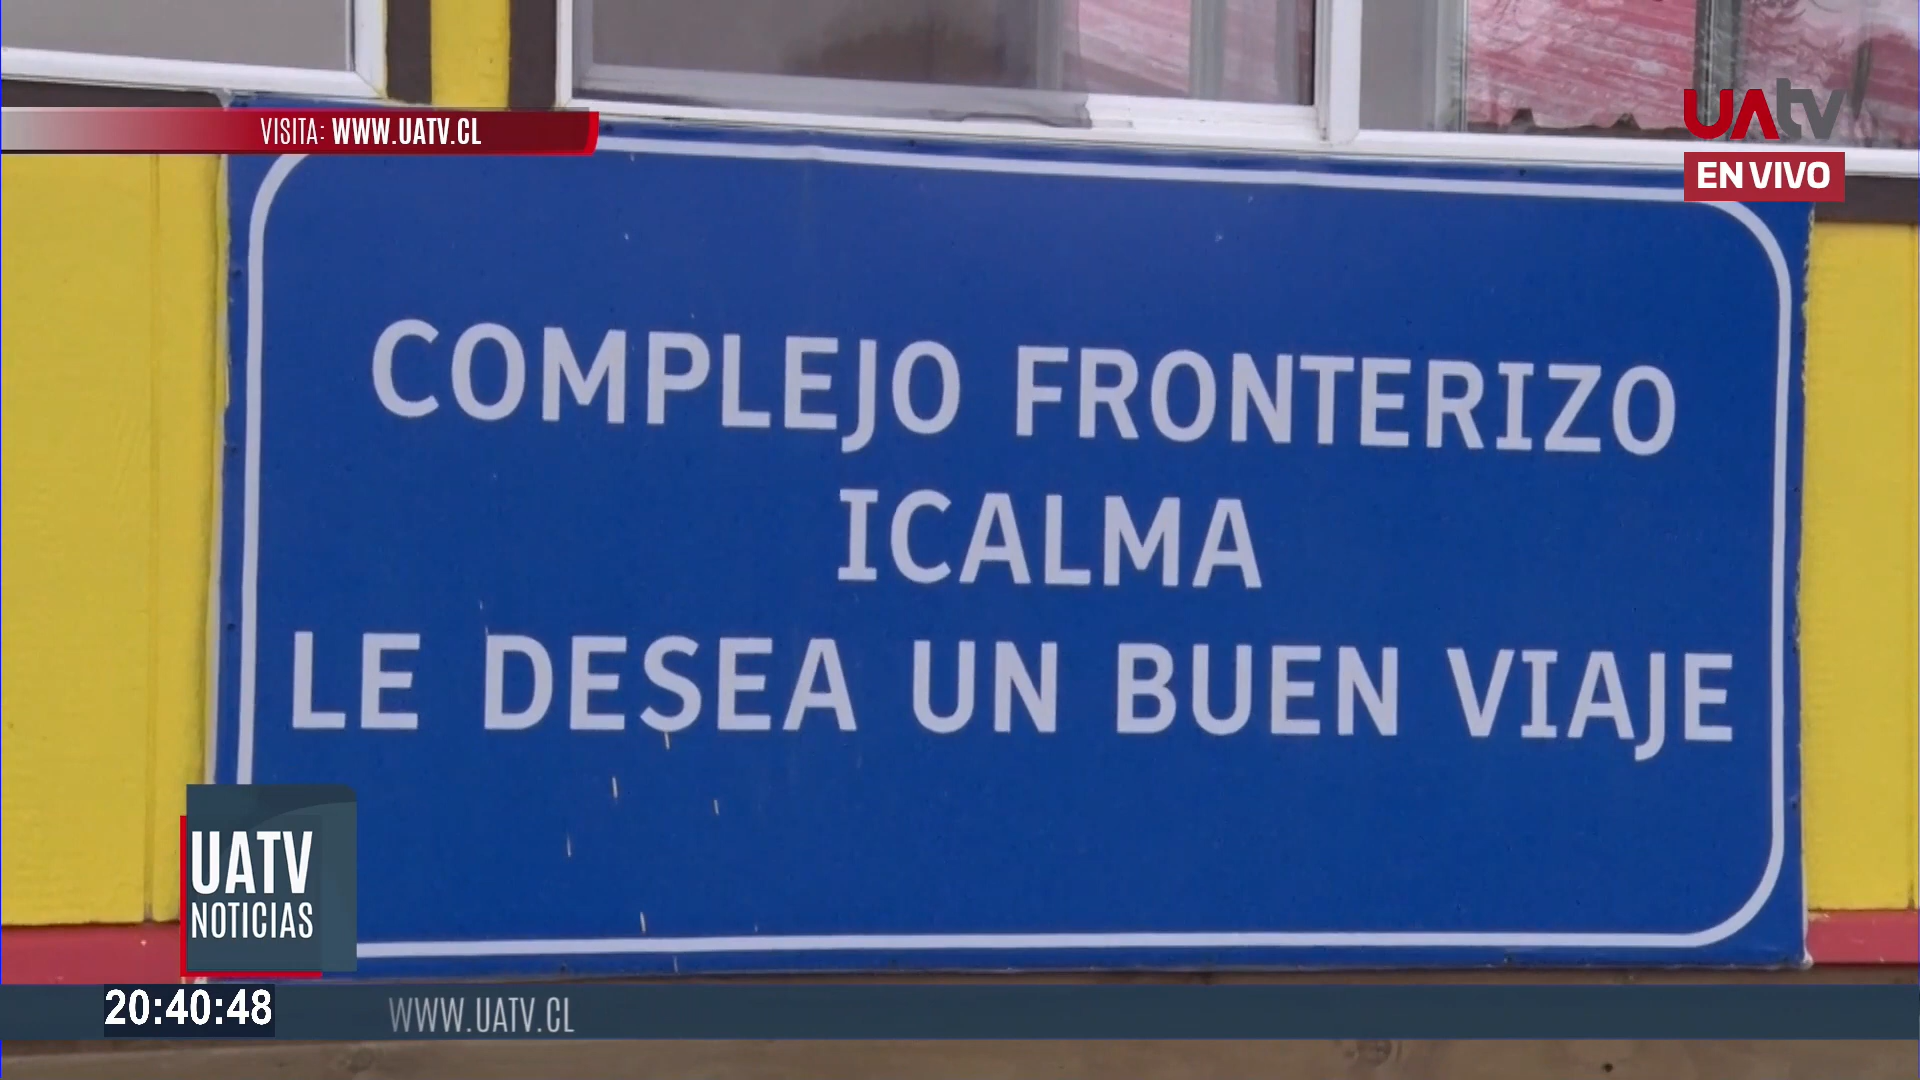 VISITA: WWW.UATV.CL
UAtv
EN VIVO
COMPLEJO FRONTERIZO
ICALMA
LE DESEA UN BUEN VIAJE
UATV
NOTICIAS
20:40:48
WWW.UATV.CL